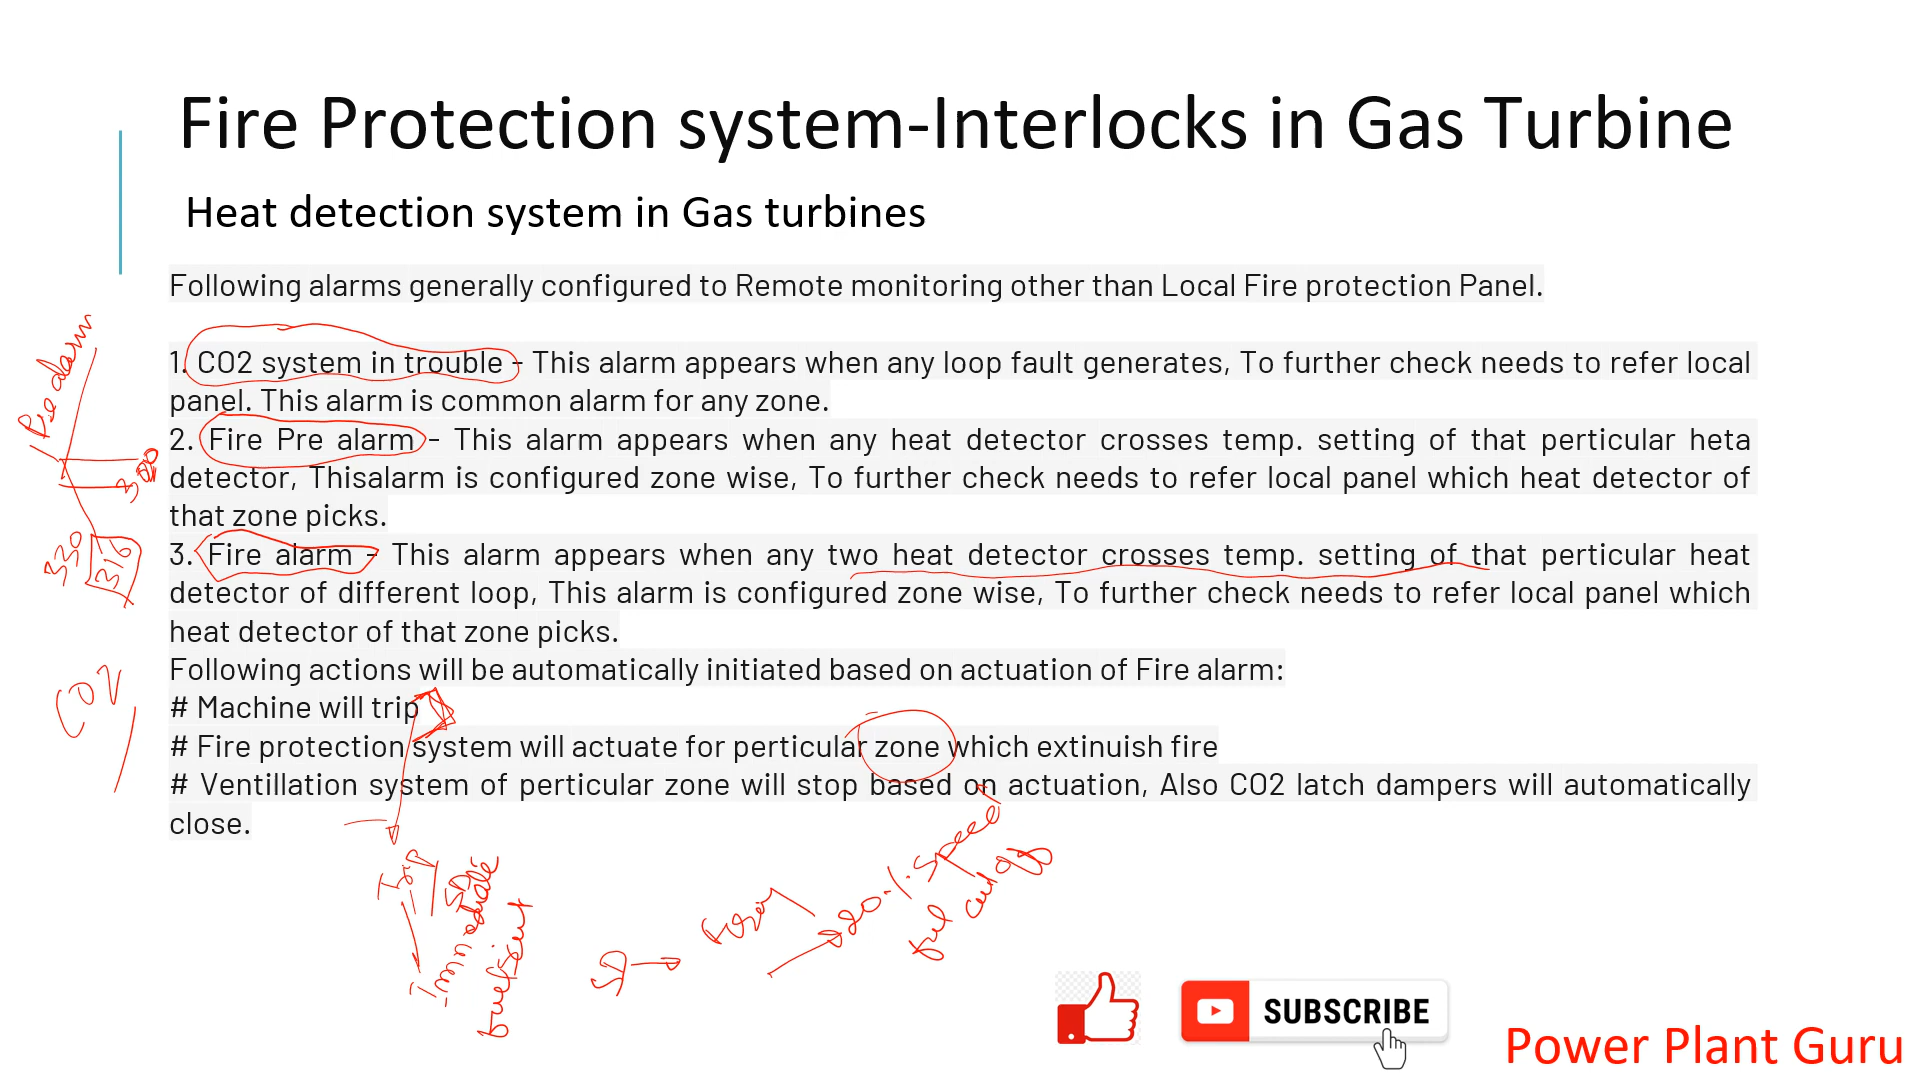 Fire Protection system-Interlocks in Gas Turbine
Heat detection system in Gas turbines
Following alarms generally configured to Remote monitoring other than Local Fire protection Panel.
1. CO2 system in trouble - This alarm appears when any loop fault generates, To further check needs to refer local
panel. This alarm is common alarm for any zone.
2. Fire Pre alarm - This alarm appears when any heat detector crosses temp. setting of that perticular heta
detector, Thisalarm is configured zone wise, To further check needs to refer local panel which heat detector of
that zone picks.
3. Fire alarm - This alarm appears when any two heat detector crosses temp. setting of that perticular heat
detector of different loop, This alarm is configured zone wise, To further check needs to refer local panel which
heat detector of that zone picks.
Following actions will be automatically initiated based on actuation of Fire alarm:
# Machine will trip
# Fire protection system will actuate for perticular zone which extinuish fire
# Ventillation system of perticular zone will stop based on actuation, Also CO2 latch dampers will automatically
close.
Pre alarm
330
316
CO2
Trip
SD
Immediate
SD
20% speed
fuel cut off
SUBSCRIBE
Power Plant Guru